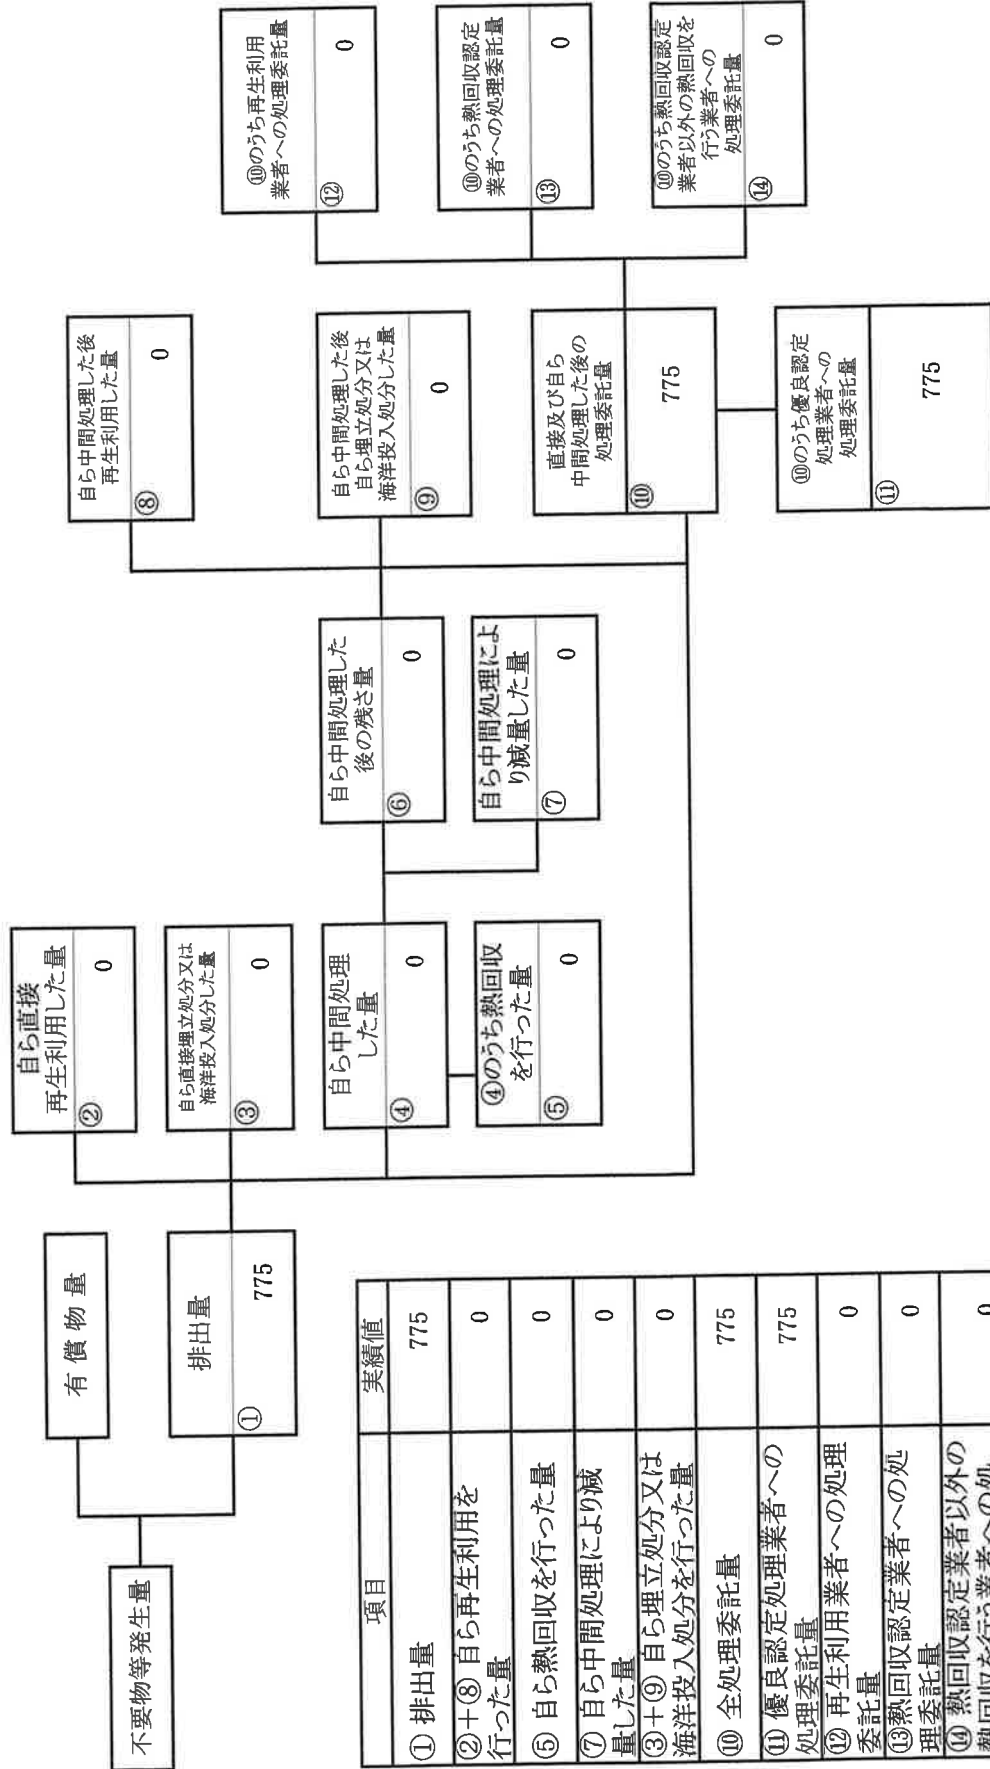 不要物等発生量
有償物量
排出量
①
775
自ら直接
再生利用した量
②
0
自ら直接埋立処分又は
海洋投入処分した量
③
0
自ら中間処理
した量
④
0
④のうち熱回収
を行った量
⑤
0
自ら中間処理した
後の残さ量
⑥
0
自ら中間処理によ
り減量した量
⑦
0
自ら中間処理した後
再生利用した量
⑧
0
自ら中間処理した後
自ら埋立処分又は
海洋投入処分した量
⑨
0
直接及び自ら
中間処理した後の
処理委託量
⑩
775
⑩のうち優良認定
処理業者への
処理委託量
⑪
775
⑩のうち再生利用
業者への処理委託量
⑫
0
⑩のうち熱回収認定
業者への処理委託量
⑬
0
⑩のうち熱回収認定
業者以外の熱回収を
行う業者への
処理委託量
⑭
0
項目 実績値
① 排出量 775
②+⑧ 自ら再生利用を
行った量 0
⑤ 自ら熱回収を行った量 0
⑦ 自ら中間処理により減
量した量 0
③+⑨ 自ら埋立処分又は
海洋投入処分を行った量 0
⑩ 全処理委託量 775
⑪ 優良認定処理業者への
処理委託量 775
⑫ 再生利用業者への処理
委託量 0
⑬熱回収認定業者への処
理委託量 0
⑭ 熱回収認定業者以外の
熱回収を行う業者への処 0